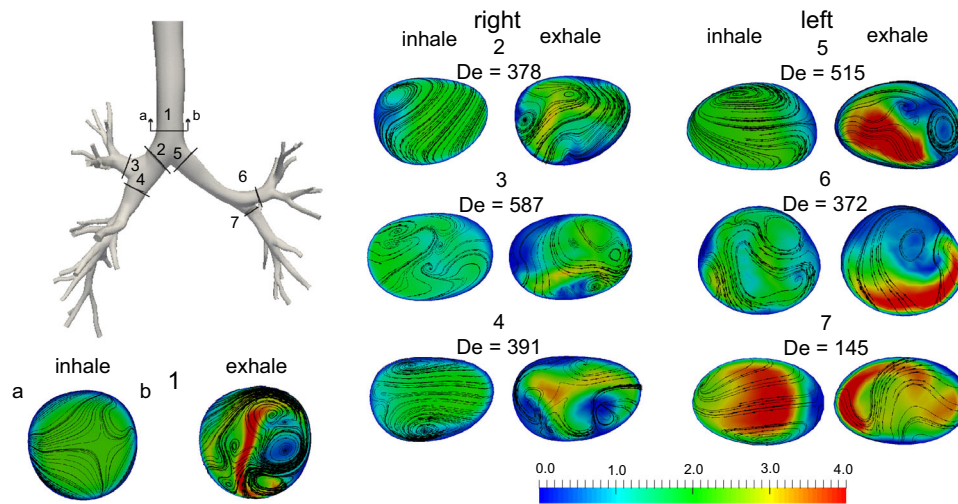 right
left
inhale
exhale
inhale
exhale
2
De = 378
5
De = 515
a
1
b
2
5
3
4
6
7
3
De = 587
6
De = 372
4
De = 391
7
De = 145
inhale
exhale
a
b
1
0.0 1.0 2.0 3.0 4.0